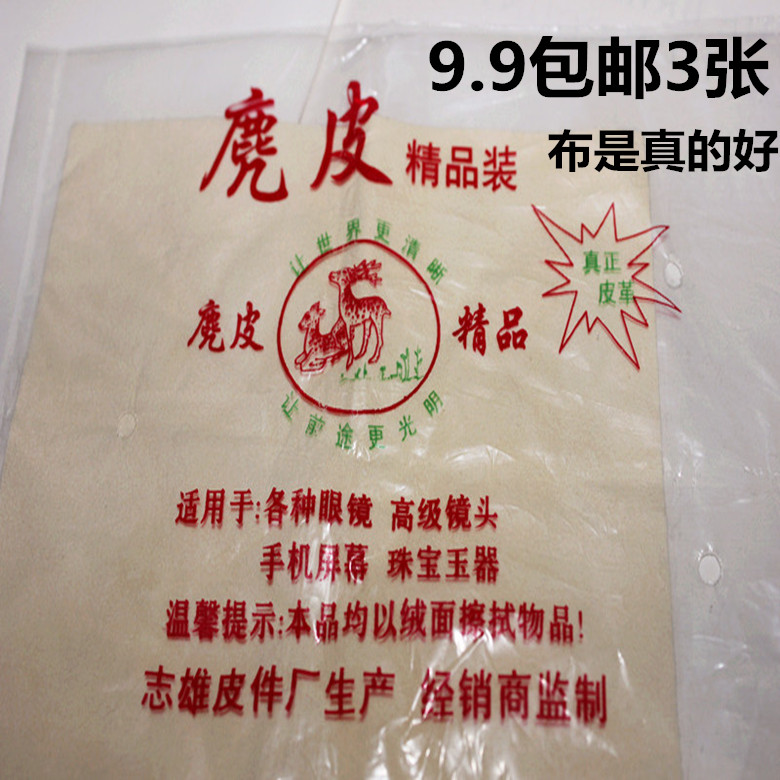 9.9包邮3张
布是真的好
麂皮 精品装
让世界更清晰
真正
皮革
麂皮 精品
前途更光明
适用手:各种眼镜 高级镜头
手机屏幕 珠宝玉器
温馨提示:本品均以绒面擦拭物品!
志雄皮件厂生产 经销商监制